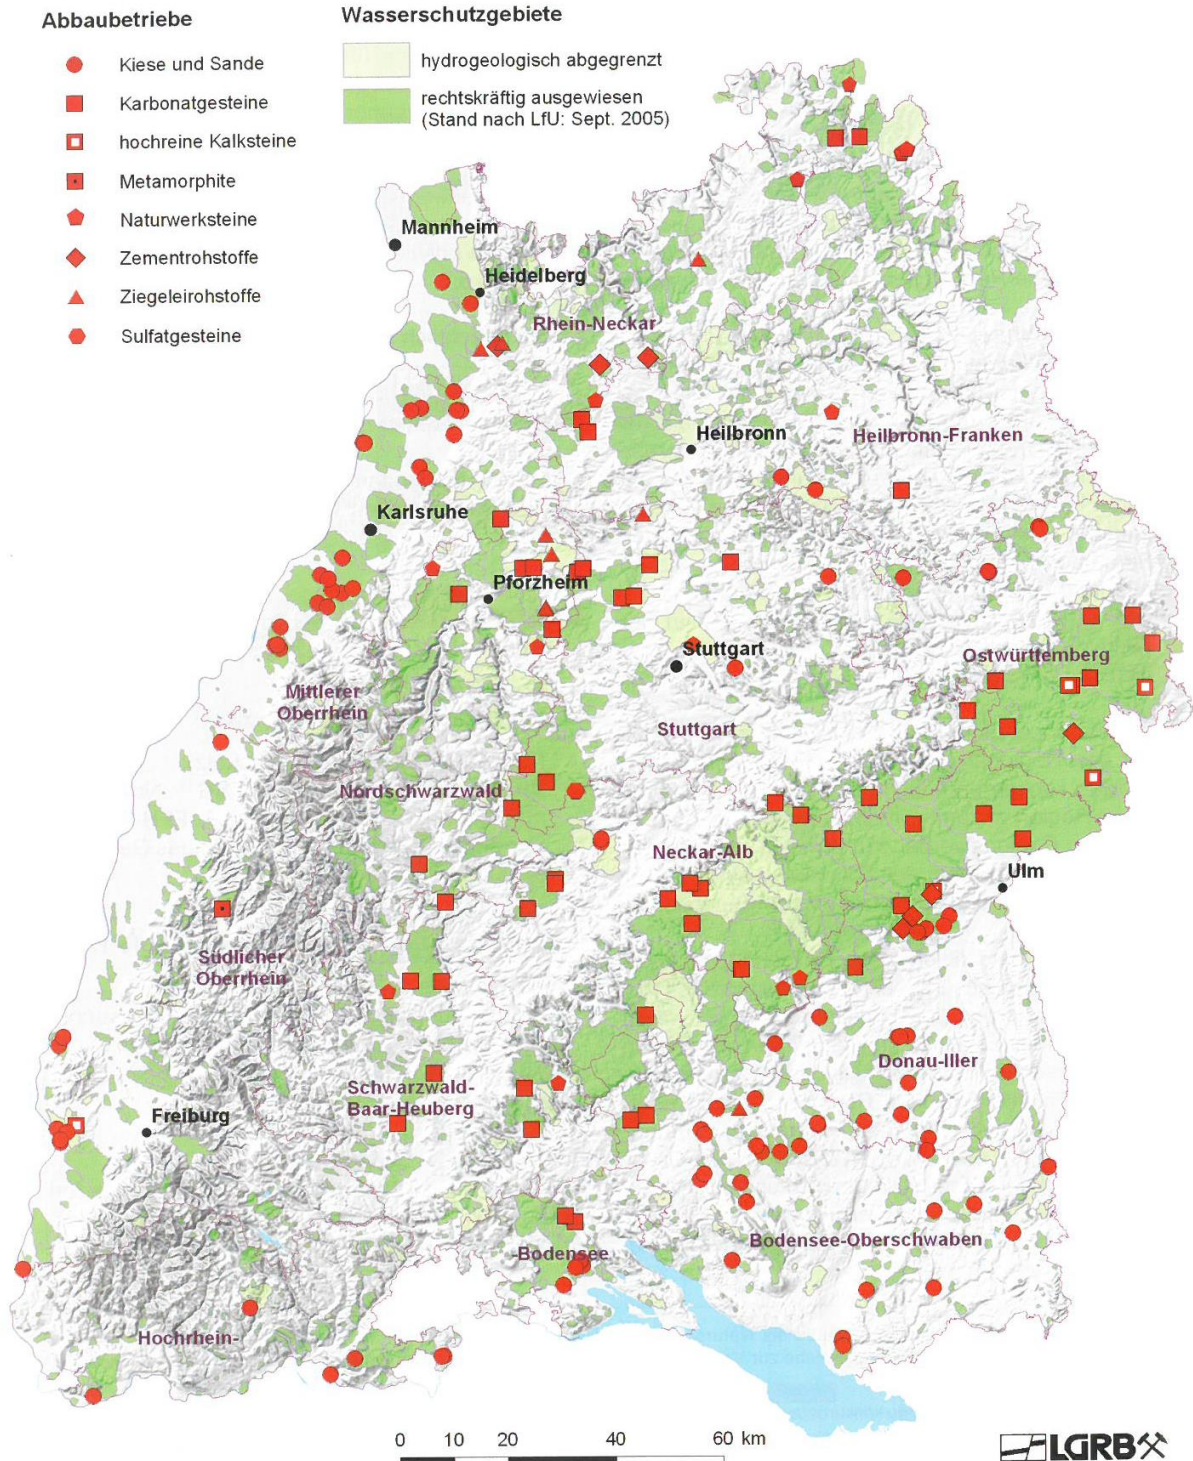 Abbaubetriebe
Kiese und Sande
Karbonatgesteine
hochreine Kalksteine
Metamorphite
Naturwerksteine
Zementrohstoffe
Ziegeleirohstoffe
Sulfatgesteine
Wasserschutzgebiete
hydrogeologisch abgegrenzt
rechtskräftig ausgewiesen
(Stand nach LfU: Sept. 2005)
Mannheim
Heidelberg
Rhein-Neckar
Heilbronn
Heilbronn-Franken
Karlsruhe
Pforzheim
Stuttgart
Ostwürttemberg
Mittlerer
Oberrhein
Stuttgart
Nordschwarzwald
Neckar-Alb
Ulm
Südlicher
Oberrhein
Donau-Iller
Schwarzwald-
Baar-Heuberg
Freiburg
Bodensee-Oberschwaben
-Bodensee
Hochrhein-
0 10 20 40 60 km
LGRB